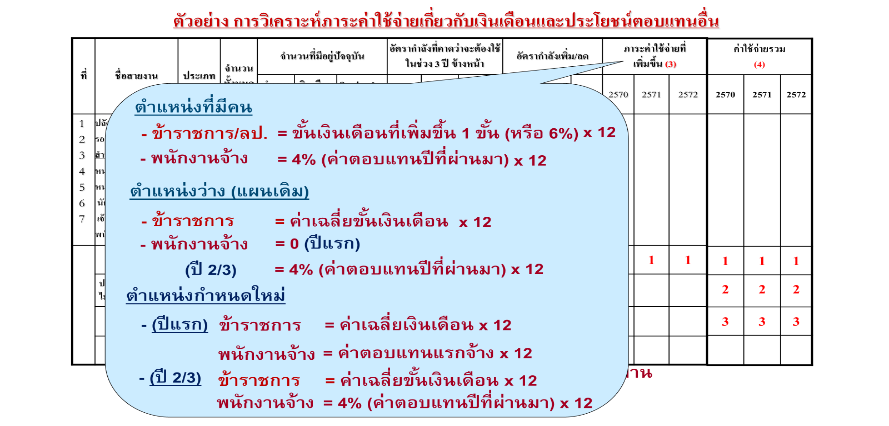 ตัวอย่าง การวิเคราะห์ภาระค่าใช้จ่ายเกี่ยวกับเงินเดือนและประโยชน์ตอบแทนอื่น
ที่ ชื่อสายงาน ประเภท จำนวน จำนวนที่มีอยู่ปัจจุบัน อัตรากำลังที่คาดว่าจะต้องใช้ ในช่วง 3 ปี ข้างหน้า อัตรากำลังเพิ่ม/ลด ภาระค่าใช้จ่ายที่ เพิ่มขึ้น (3) ค่าใช้จ่ายรวม (4)
2570 2571 2572 2570 2571 2572
ตำแหน่งที่มีคน
- ข้าราชการ/ลป. = ขั้นเงินเดือนที่เพิ่มขึ้น 1 ขั้น (หรือ 6%) x 12
- พนักงานจ้าง = 4% (ค่าตอบแทนปีที่ผ่านมา) x 12
ตำแหน่งว่าง (แผนเดิม)
- ข้าราชการ = ค่าเฉลี่ยขั้นเงินเดือน x 12
- พนักงานจ้าง = 0 (ปีแรก)
(ปี 2/3) = 4% (ค่าตอบแทนปีที่ผ่านมา) x 12
ตำแหน่งกำหนดใหม่
- (ปีแรก) ข้าราชการ = ค่าเฉลี่ยเงินเดือน x 12
พนักงานจ้าง = ค่าตอบแทนแรกจ้าง x 12
- (ปี 2/3) ข้าราชการ = ค่าเฉลี่ยขั้นเงินเดือน x 12
พนักงานจ้าง = 4% (ค่าตอบแทนปีที่ผ่านมา) x 12
1
2
3
4
5
6
7
1 1 1 1 1
2 2 2
3 3 3